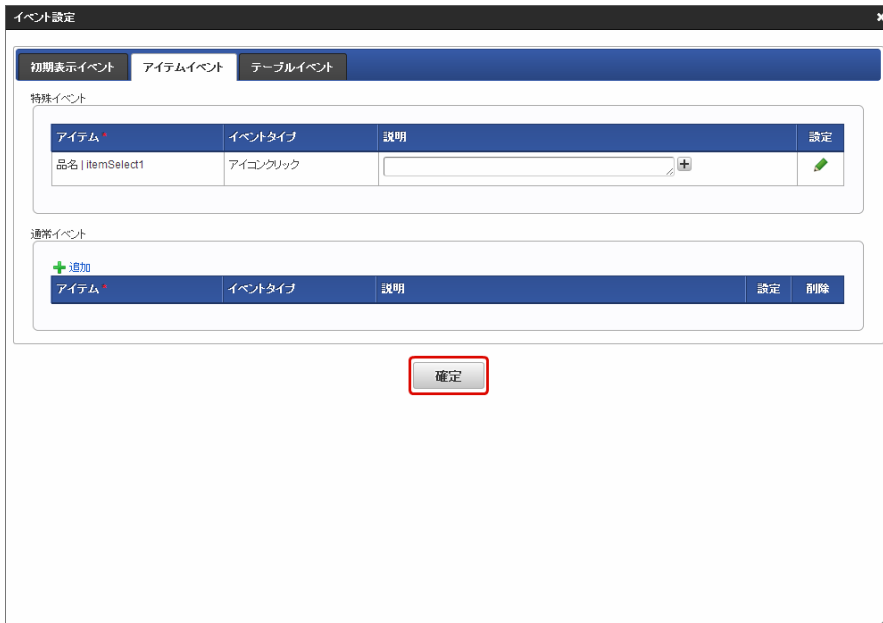 イベント設定
初期表示イベント アイテムイベント テーブルイベント
特殊イベント
アイテム* イベントタイプ 説明 設定
品名 | itemSelect1 アイコンクリック
通常イベント
追加
アイテム* イベントタイプ 説明 設定 削除
確定